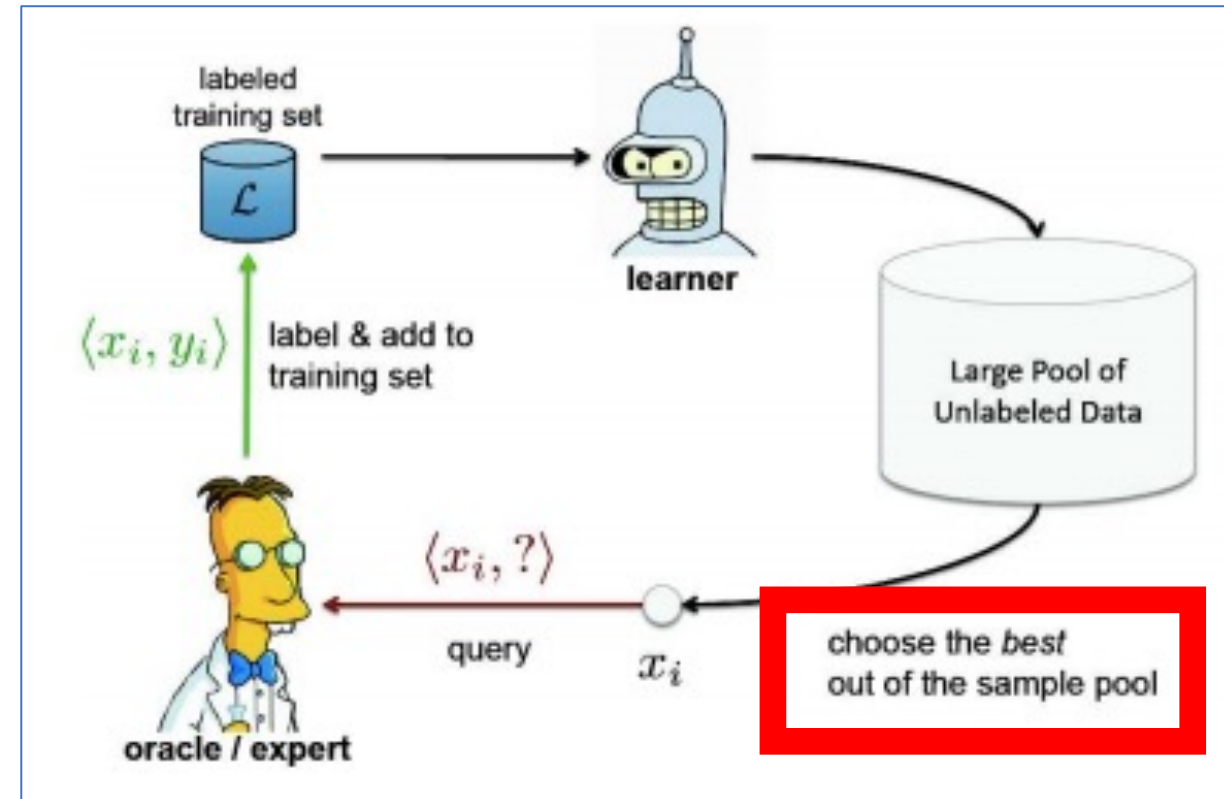 labeled
training set
ℒ
learner
⟨xᵢ, yᵢ⟩
label & add to
training set
Large Pool of
Unlabeled Data
⟨xᵢ, ?⟩
query
xᵢ
choose the best
out of the sample pool
oracle / expert